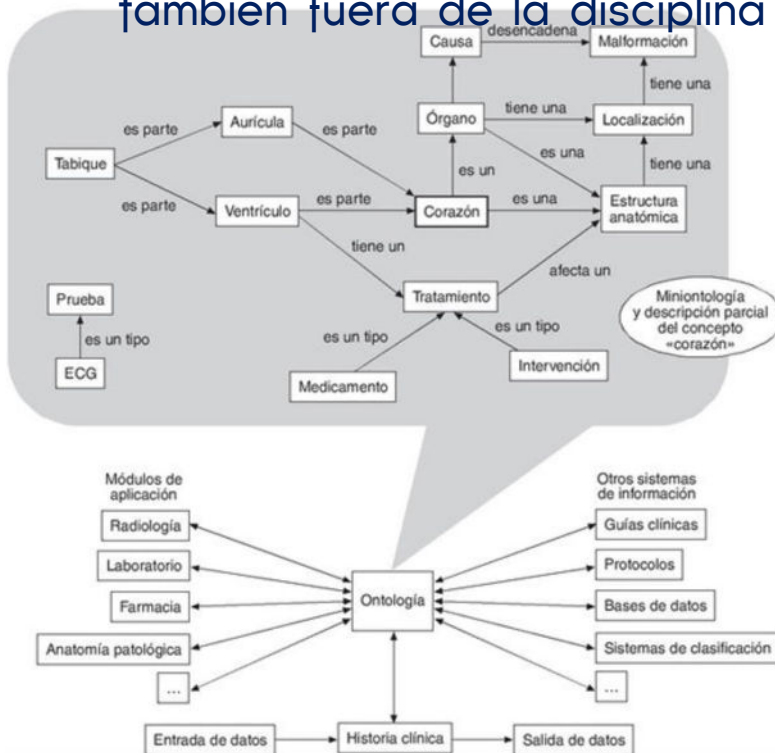 también fuera de la disciplina
Causa
desencadena
Malformación
tiene una
es parte
Aurícula
es parte
Órgano
tiene una
Localización
Tabique
es una
es un
tiene una
es parte
Ventrículo
es parte
Corazón
es una
Estructura
anatómica
tiene un
afecta un
Prueba
Tratamiento
Miniontología
y descripción parcial
del concepto
«corazón»
es un tipo
es un tipo
es un tipo
ECG
Medicamento
Intervención
Módulos de
aplicación
Otros sistemas
de información
Radiología
Guías clínicas
Laboratorio
Protocolos
Farmacia
Ontología
Bases de datos
Anatomía patológica
Sistemas de clasificación
...
...
Entrada de datos
Historia clínica
Salida de datos